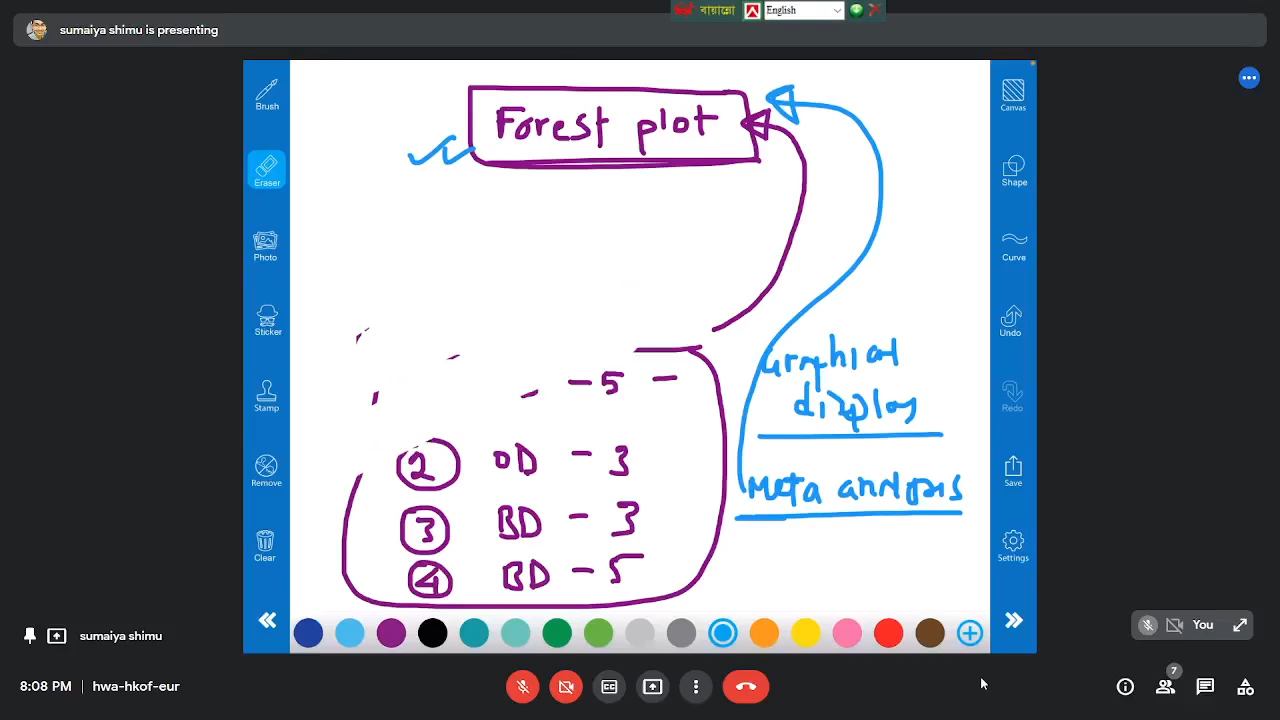 বায়ান্নো
English
sumaiya shimu is presenting
Brush
Eraser
Photo
Sticker
Stamp
Remove
Clear
Forest plot
- 5 -
2 OD - 3
3 BD - 3
4 BD - 5
Graphical
display
Meta analysis
Canvas
Shape
Curve
Undo
Redo
Save
Settings
sumaiya shimu
You
8:08 PM | hwa-hkof-eur
7